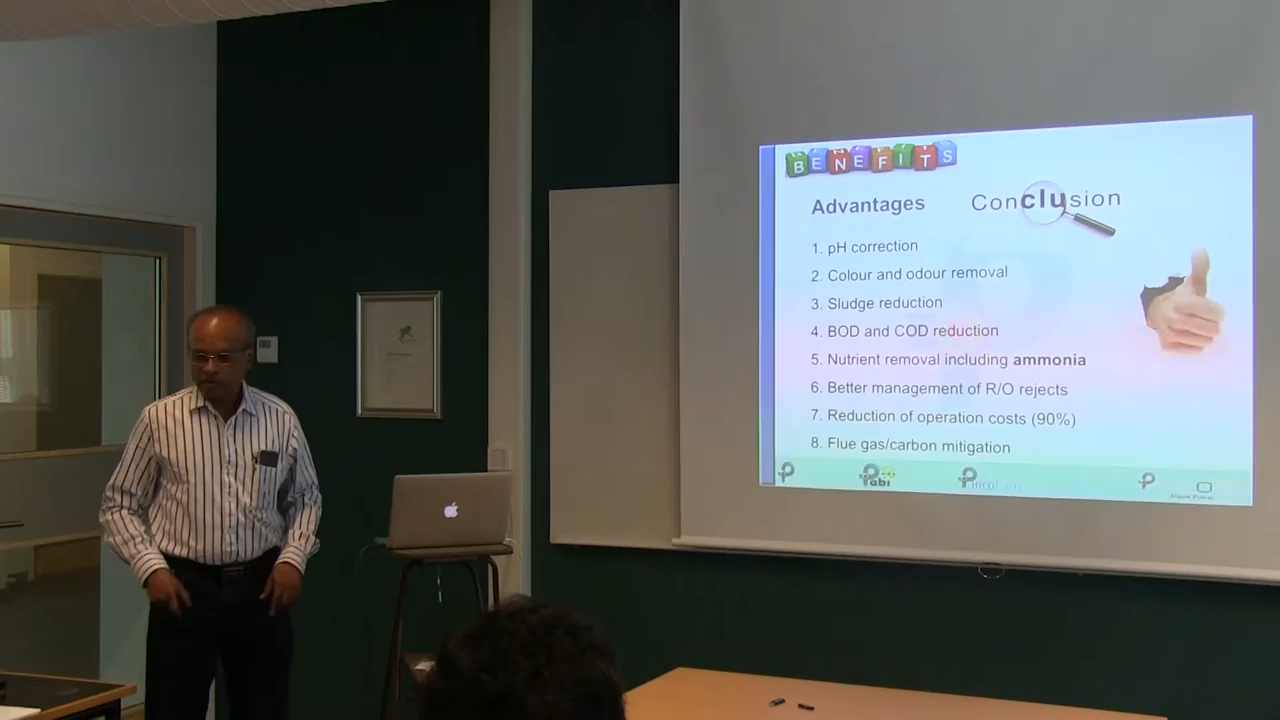 BENEFITS
Advantages
Conclusion
1. pH correction
2. Colour and odour removal
3. Sludge reduction
4. BOD and COD reduction
5. Nutrient removal including ammonia
6. Better management of R/O rejects
7. Reduction of operation costs (90%)
8. Flue gas/carbon mitigation